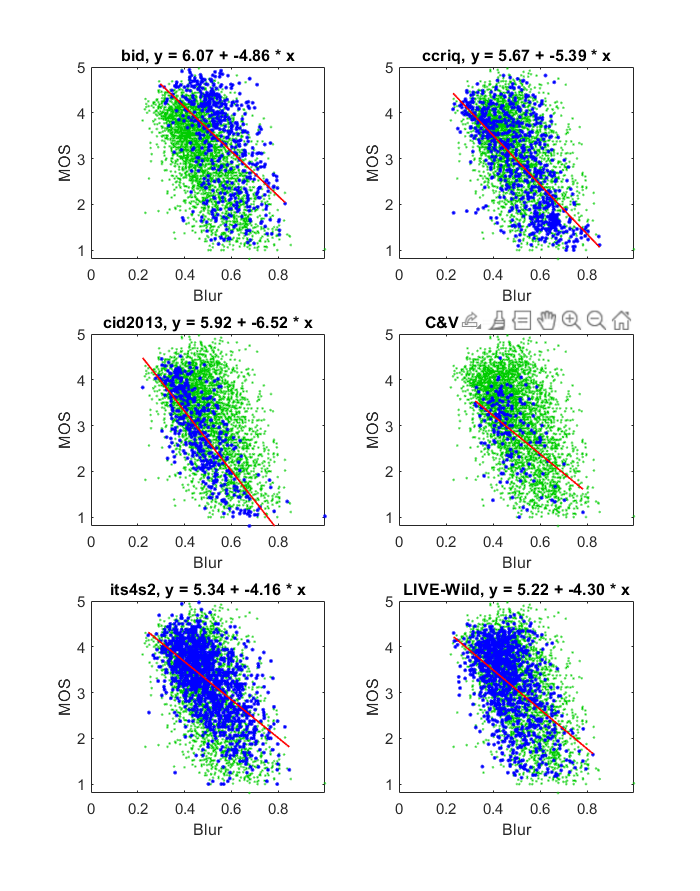 bid, y = 6.07 + -4.86 * x
5
4
3
2
1
MOS
0 0.2 0.4 0.6 0.8
Blur
ccriq, y = 5.67 + -5.39 * x
5
4
3
2
1
MOS
0 0.2 0.4 0.6 0.8
Blur
cid2013, y = 5.92 + -6.52 * x
5
4
3
2
1
MOS
0 0.2 0.4 0.6 0.8
Blur
C&V
5
4
3
2
1
MOS
0 0.2 0.4 0.6 0.8
Blur
its4s2, y = 5.34 + -4.16 * x
5
4
3
2
1
MOS
0 0.2 0.4 0.6 0.8
Blur
LIVE-Wild, y = 5.22 + -4.30 * x
5
4
3
2
1
MOS
0 0.2 0.4 0.6 0.8
Blur